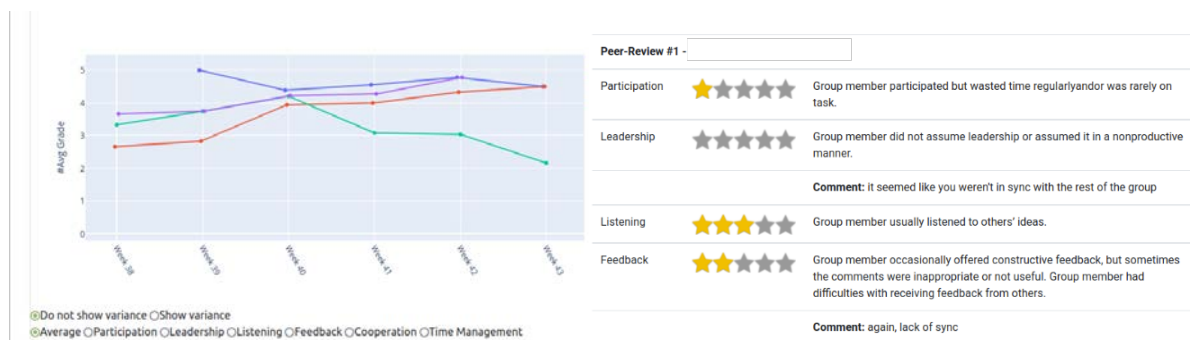 5
4
3
2
1
0
#Avg Grade
Week 38
Week 39
Week 40
Week 41
Week 42
Week 43
Do not show variance Show variance
Average Participation Leadership Listening Feedback Cooperation Time Management
Peer-Review #1 -
Participation
Group member participated but wasted time regularlyandor was rarely on
task.
Leadership
Group member did not assume leadership or assumed it in a nonproductive
manner.
Comment: it seemed like you weren't in sync with the rest of the group
Listening
Group member usually listened to others' ideas.
Feedback
Group member occasionally offered constructive feedback, but sometimes
the comments were inappropriate or not useful. Group member had
difficulties with receiving feedback from others.
Comment: again, lack of sync